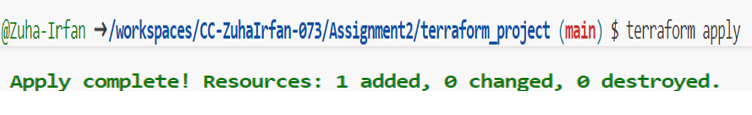 @Zuha-Irfan ➜/workspaces/CC-ZuhaIrfan-073/Assignment2/terraform_project (main) $ terraform apply
Apply complete! Resources: 1 added, 0 changed, 0 destroyed.